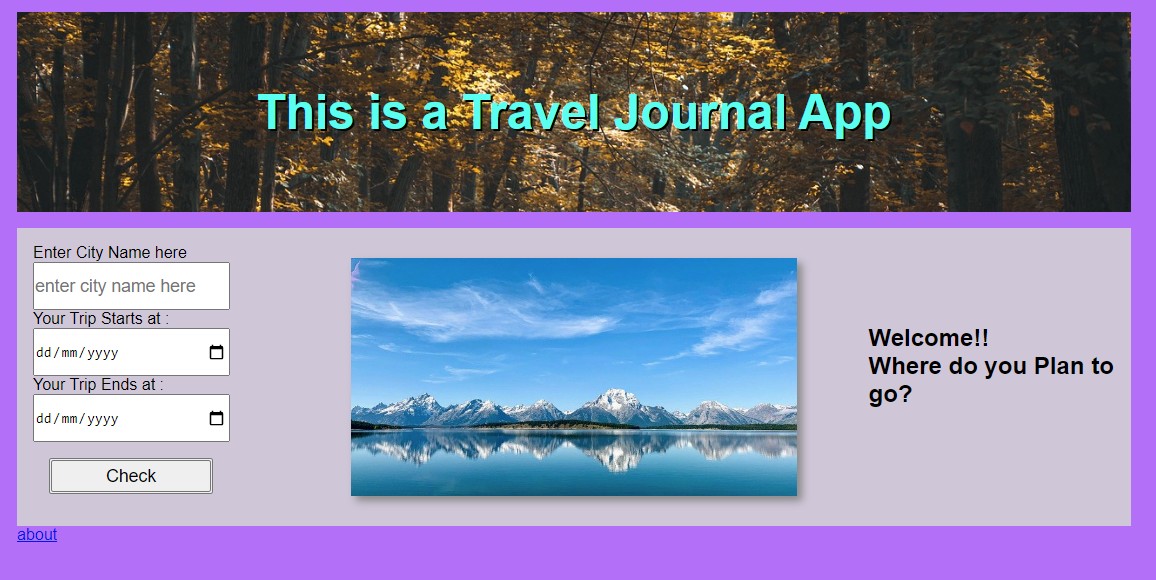 This is a Travel Journal App
Enter City Name here
enter city name here
Your Trip Starts at :
dd/mm/yyyy
Your Trip Ends at :
dd/mm/yyyy
Check
Welcome!!
Where do you Plan to
go?
about